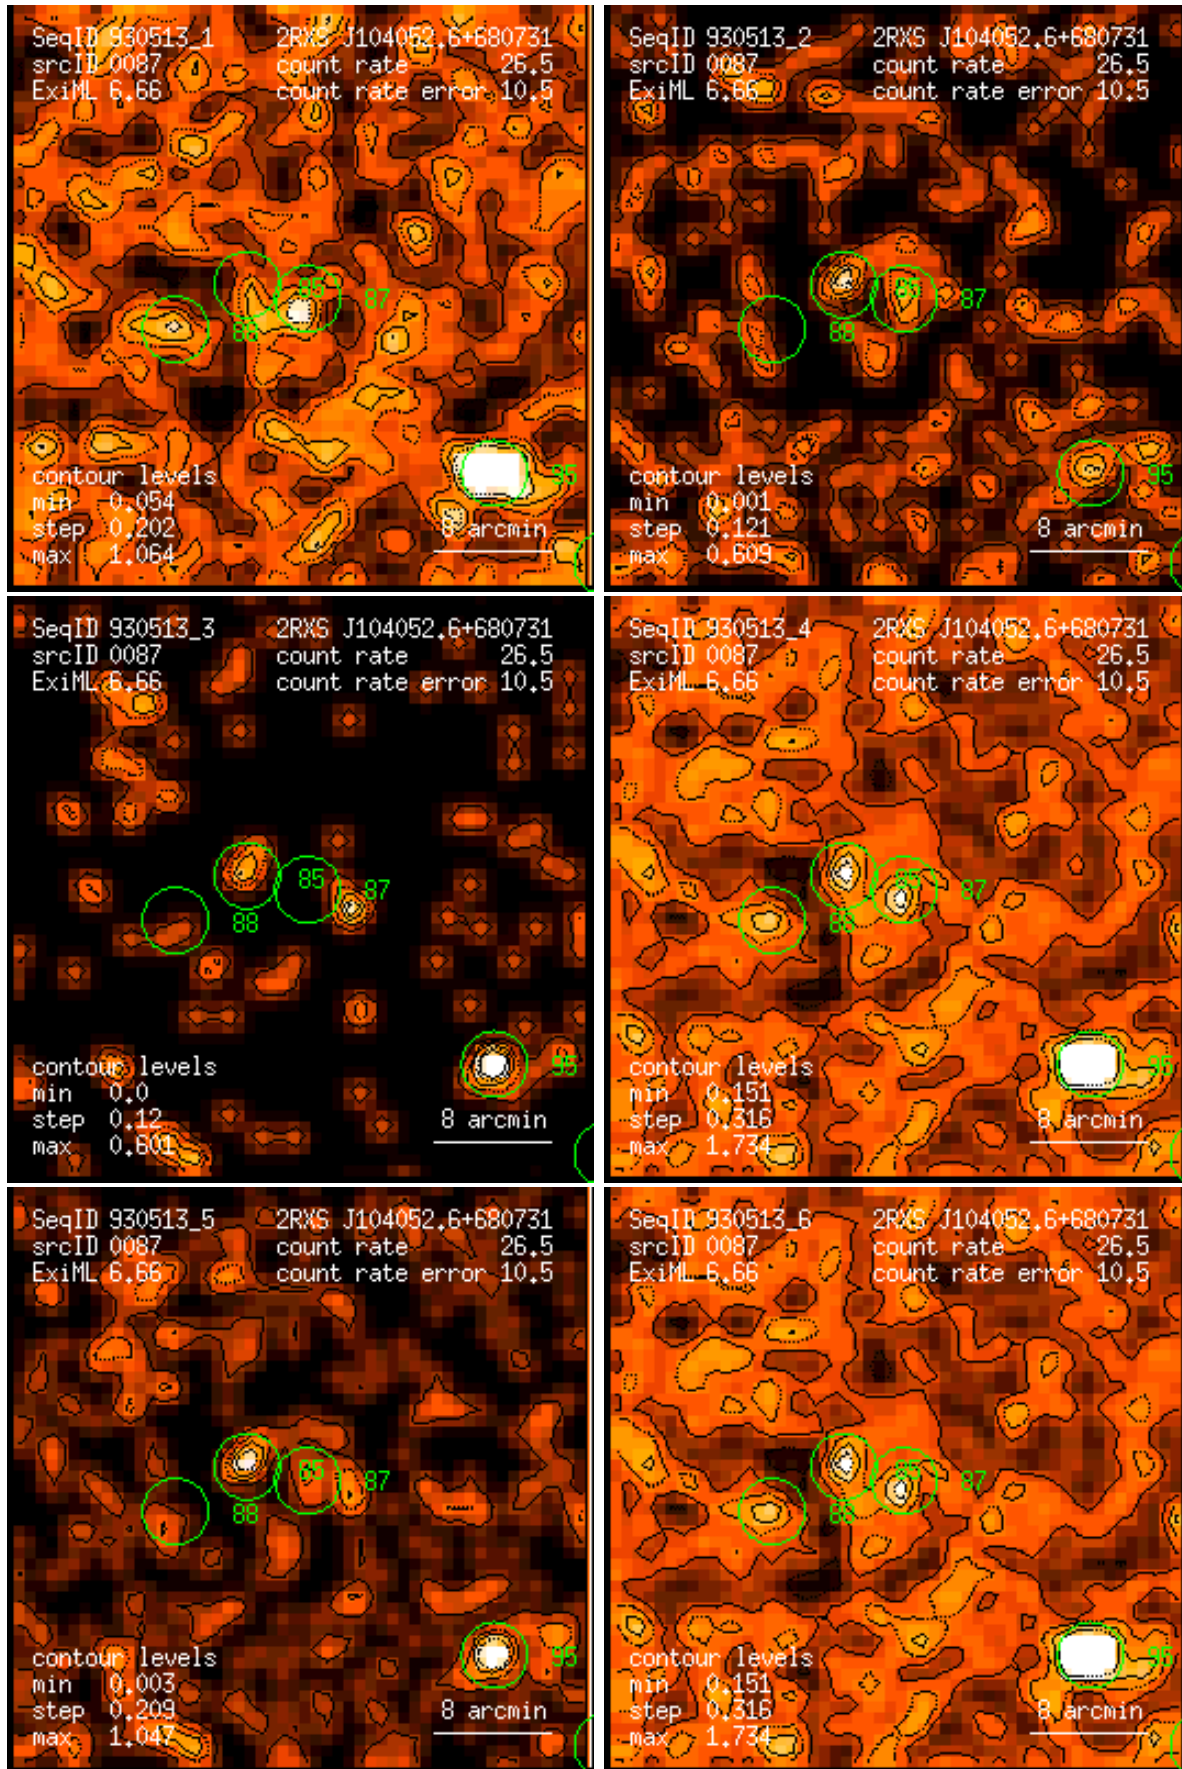 SeqID 930513_1 2RXS J104052.6+680731
srcID 0087 count rate 26.5
ExiML 6.66 count rate error 10.5
85
87
88
95
contour levels
min 0.054
step 0.202 8 arcmin
max 1.064
SeqID 930513_2 2RXS J104052.6+680731
srcID 0087 count rate 26.5
ExiML 6.66 count rate error 10.5
85
87
88
95
contour levels
min 0.001
step 0.121 8 arcmin
max 0.609
SeqID 930513_3 2RXS J104052.6+680731
srcID 0087 count rate 26.5
ExiML 6.66 count rate error 10.5
85
87
88
95
contour levels
min 0.0
step 0.12 8 arcmin
max 0.601
SeqID 930513_4 2RXS J104052.6+680731
srcID 0087 count rate 26.5
ExiML 6.66 count rate error 10.5
85
87
88
95
contour levels
min 0.151
step 0.316 8 arcmin
max 1.734
SeqID 930513_5 2RXS J104052.6+680731
srcID 0087 count rate 26.5
ExiML 6.66 count rate error 10.5
85
87
88
95
contour levels
min 0.003
step 0.209 8 arcmin
max 1.047
SeqID 930513_6 2RXS J104052.6+680731
srcID 0087 count rate 26.5
ExiML 6.66 count rate error 10.5
85
87
88
95
contour levels
min 0.151
step 0.316 8 arcmin
max 1.734